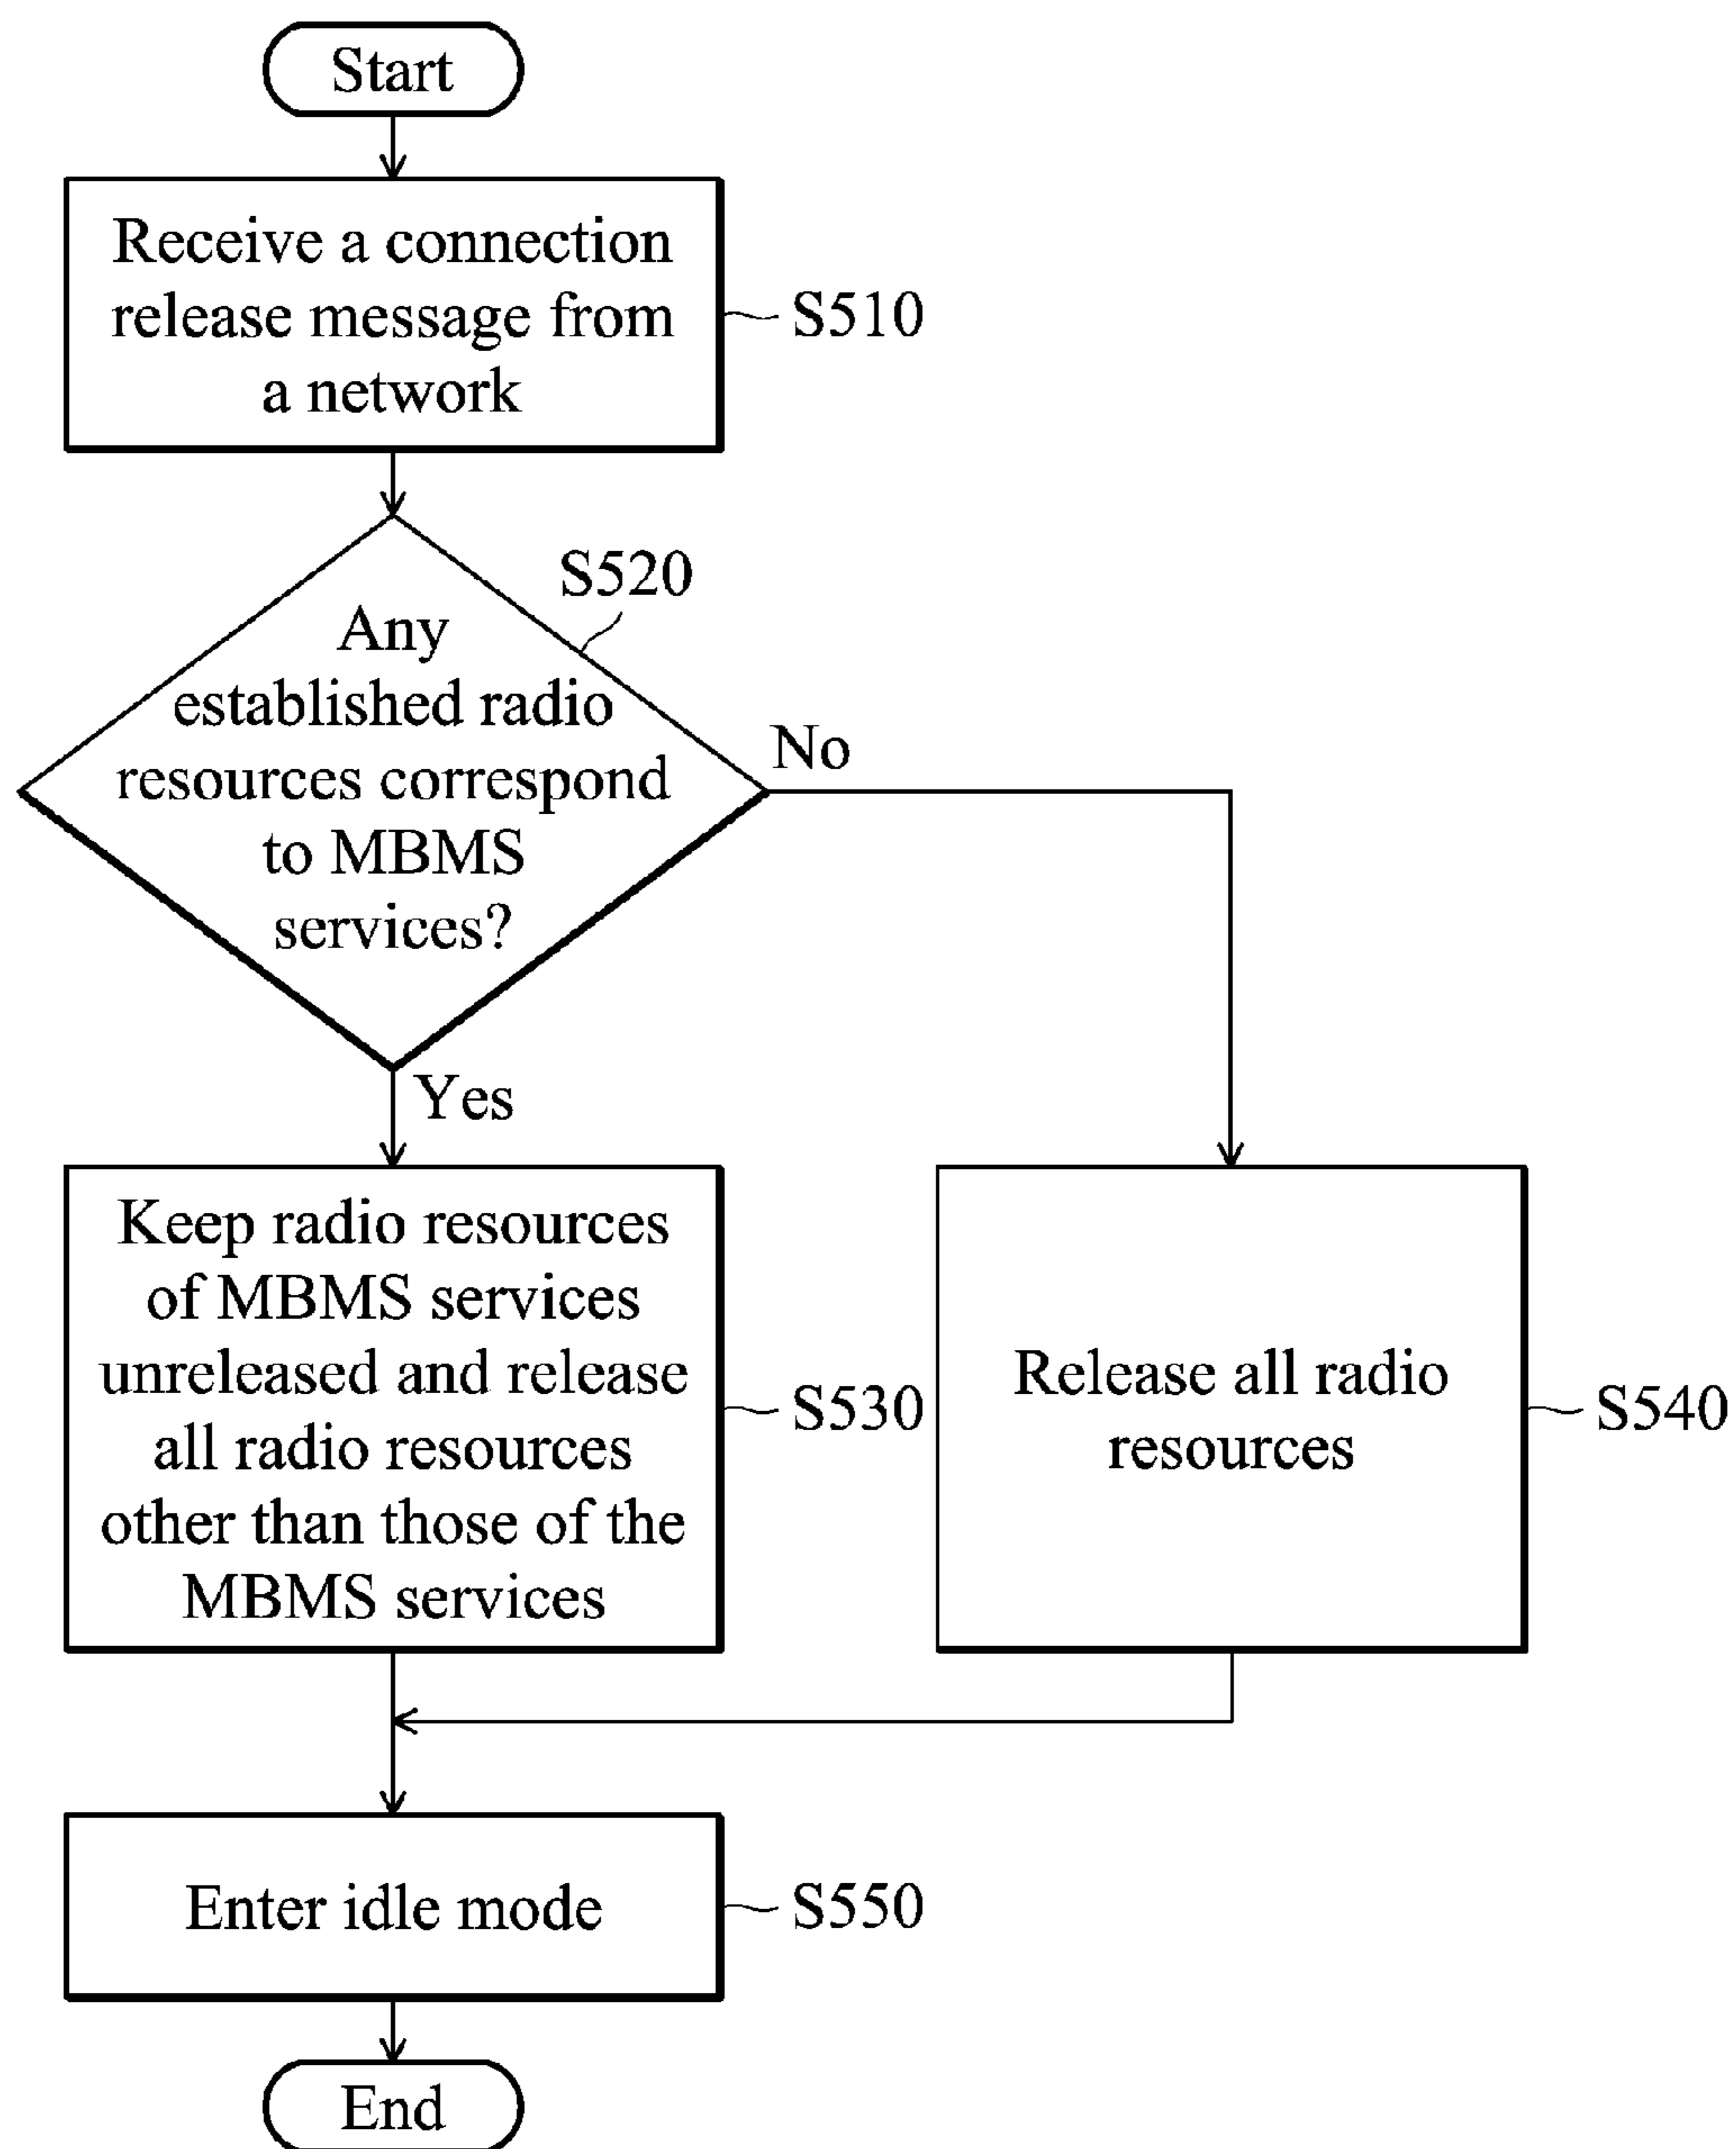 Start
Receive a connection
release message from
a network
S510
S520
Any
established radio
resources correspond
to MBMS
services?
No
Yes
Keep radio resources
of MBMS services
unreleased and release
all radio resources
other than those of the
MBMS services
S530
Release all radio
resources
S540
Enter idle mode
S550
End